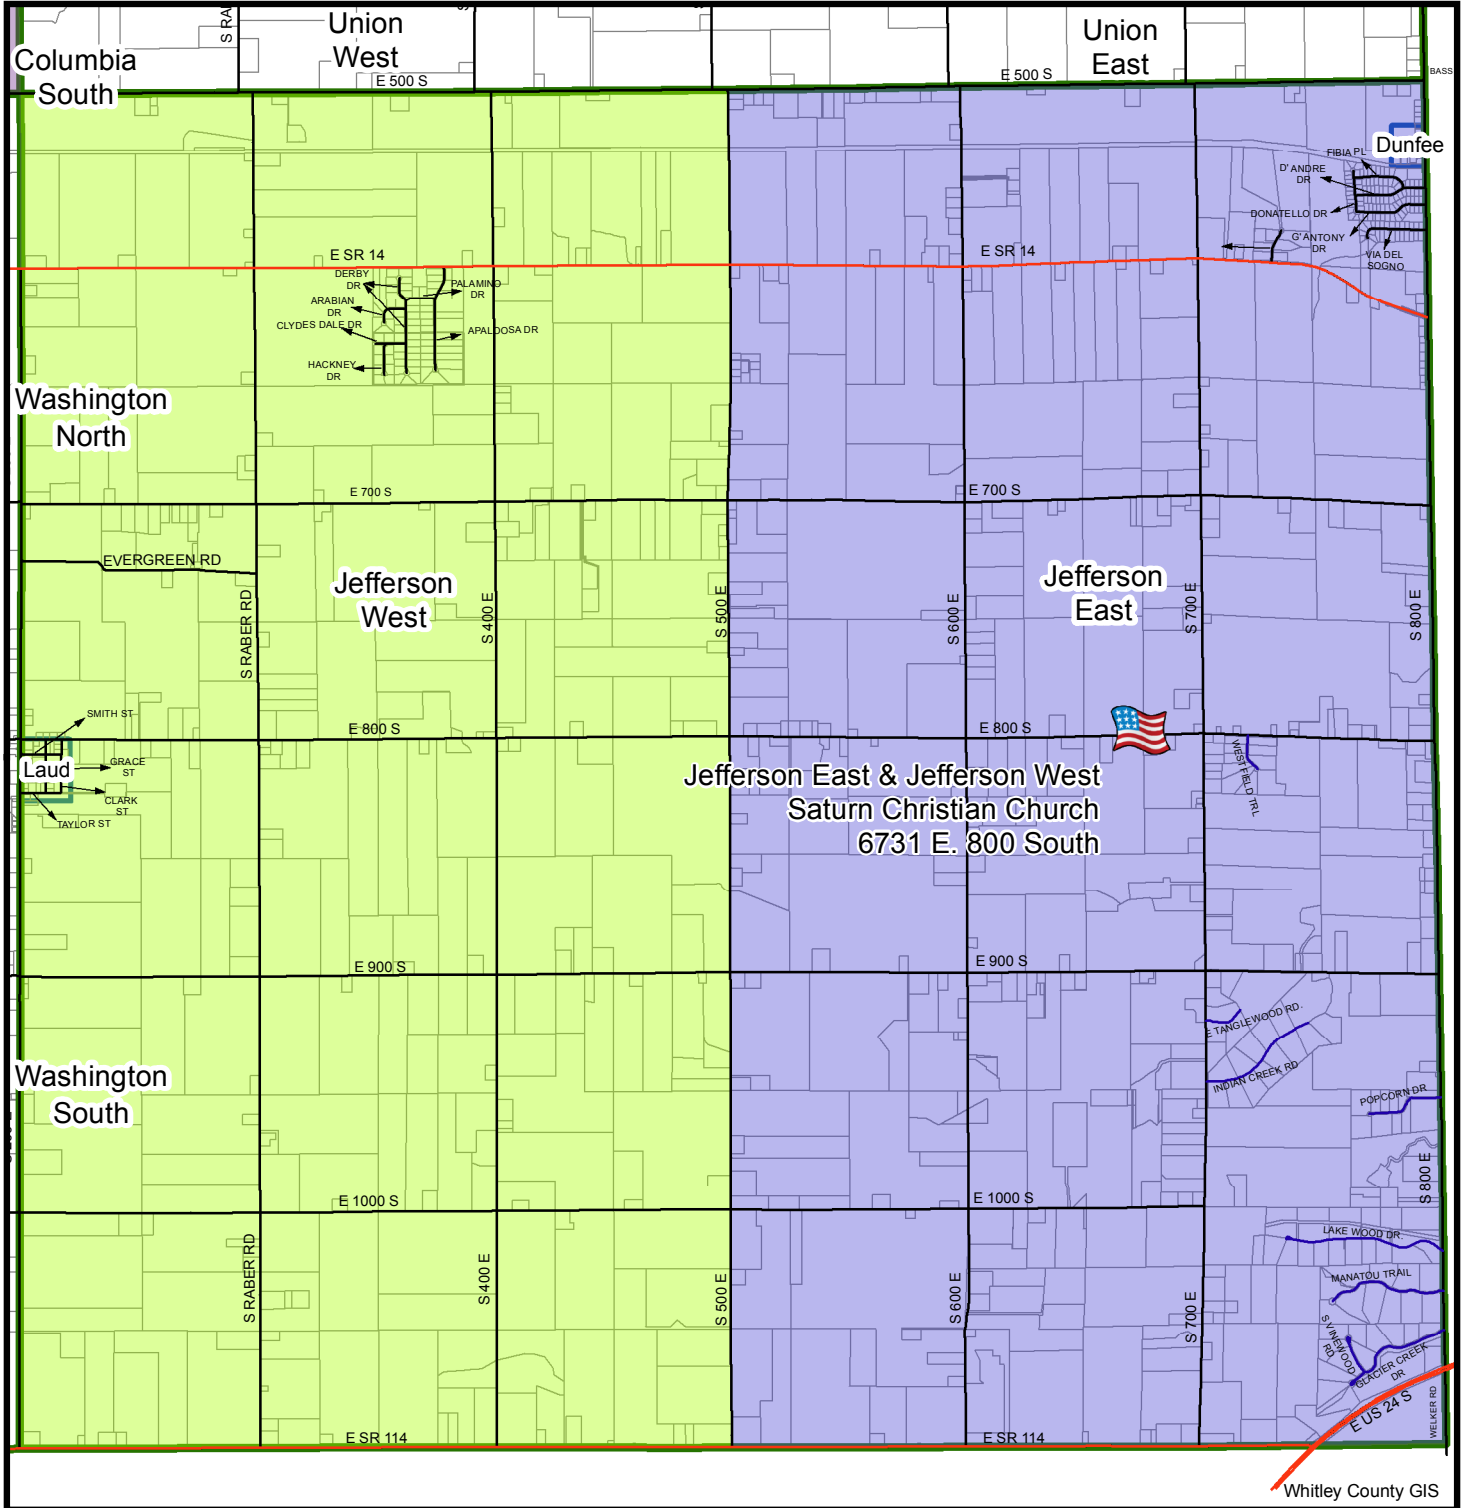 S RAI
Union
West
Union
East
Columbia
South
E 500 S
E 500 S
BASS
Dunfee
FIBIA PL
D' ANDRE
DR
DONATELLO DR
G' ANTONY
DR
VIA DEL
SOGNO
E SR 14
E SR 14
DERBY
DR
PALAMINO
DR
ARABIAN
DR
CLYDES DALE DR
APALOOSA DR
HACKNEY
DR
Washington
North
E 700 S
E 700 S
EVERGREEN RD
Jefferson
West
Jefferson
East
S RABER RD
S 400 E
S 500 E
S 600 E
S 700 E
S 800 E
SMITH ST
E 800 S
E 800 S
Laud
GRACE
ST
CLARK
ST
TAYLOR ST
WESTFIELD TRL
Jefferson East & Jefferson West
Saturn Christian Church
6731 E. 800 South
E 900 S
E 900 S
E TANGLEWOOD RD.
INDIAN CREEK RD
POPCORN DR
Washington
South
S 800 E
E 1000 S
E 1000 S
LAKE WOOD DR.
MANATOU TRAIL
S RABER RD
S 400 E
S 500 E
S 600 E
S 700 E
S VINEWOOD
RD
GLACIER CREEK
DR
E US 24 S
WELKER RD
E SR 114
E SR 114
Whitley County GIS